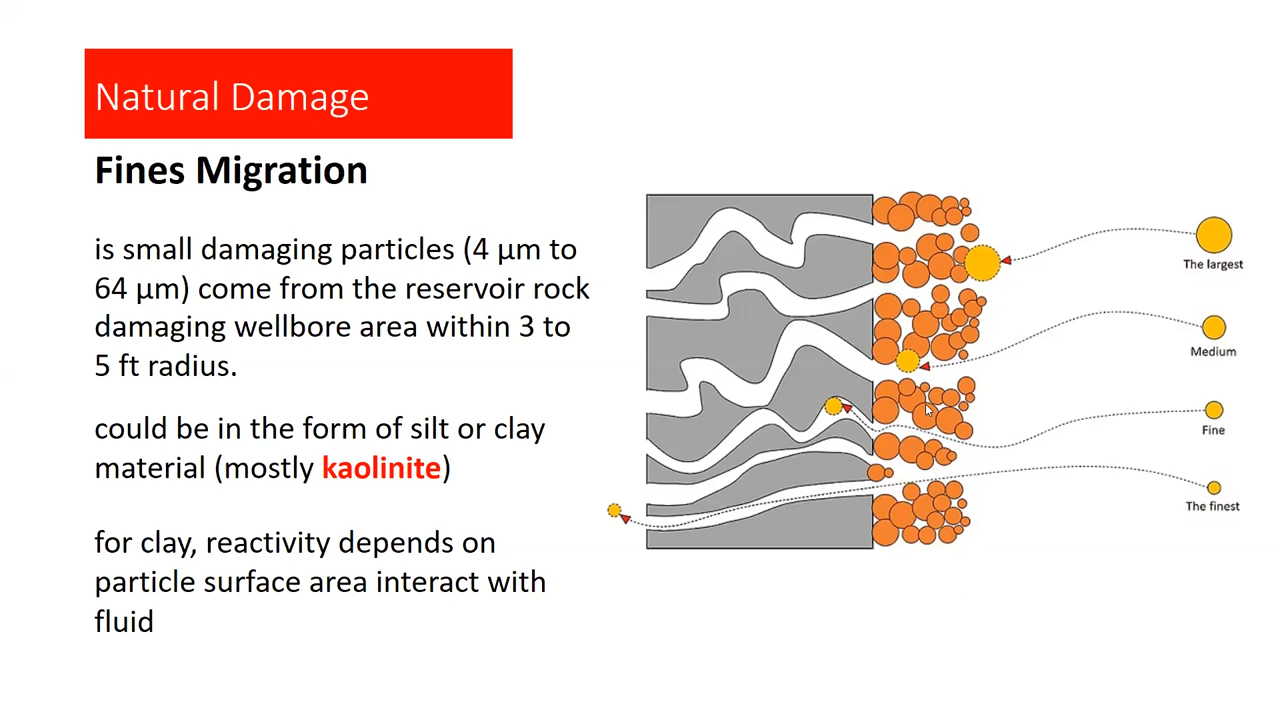 Natural Damage
Fines Migration
is small damaging particles (4 µm to
64 µm) come from the reservoir rock
damaging wellbore area within 3 to
5 ft radius.
could be in the form of silt or clay
material (mostly kaolinite)
for clay, reactivity depends on
particle surface area interact with
fluid
The largest
Medium
Fine
The finest